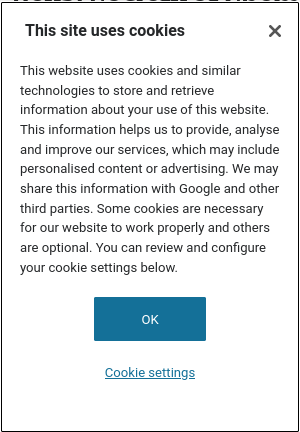 This site uses cookies
This website uses cookies and similar
technologies to store and retrieve
information about your use of this website.
This information helps us to provide, analyse
and improve our services, which may include
personalised content or advertising. We may
share this information with Google and other
third parties. Some cookies are necessary
for our website to work properly and others
are optional. You can review and configure
your cookie settings below.
OK
Cookie settings